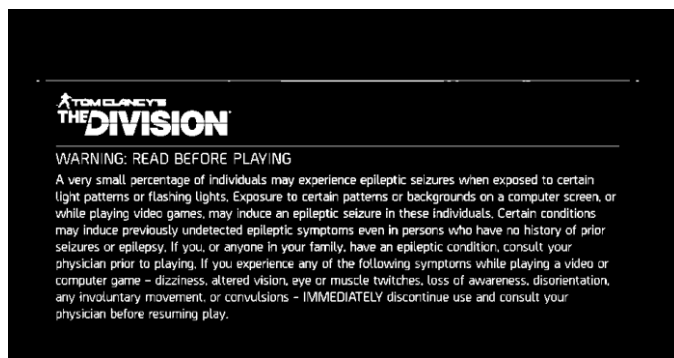 TOM CLANCY'S
THE DIVISION
WARNING: READ BEFORE PLAYING
A very small percentage of individuals may experience epileptic seizures when exposed to certain
light patterns or flashing lights. Exposure to certain patterns or backgrounds on a computer screen, or
while playing video games, may induce an epileptic seizure in these individuals. Certain conditions
may induce previously undetected epileptic symptoms even in persons who have no history of prior
seizures or epilepsy. If you, or anyone in your family, have an epileptic condition, consult your
physician prior to playing. If you experience any of the following symptoms while playing a video or
computer game – dizziness, altered vision, eye or muscle twitches, loss of awareness, disorientation,
any involuntary movement, or convulsions – IMMEDIATELY discontinue use and consult your
physician before resuming play.